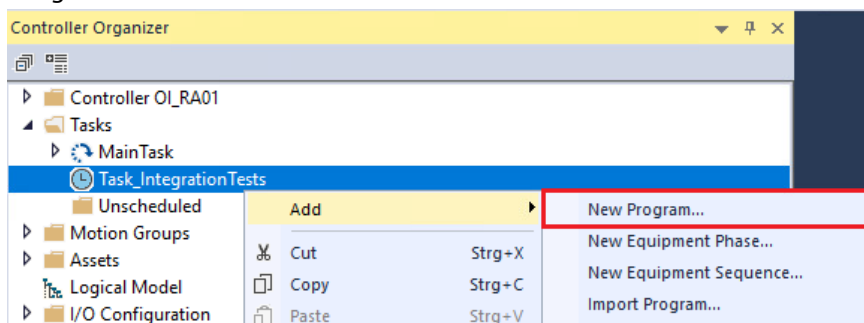 Controller Organizer
Controller OI_RA01
Tasks
MainTask
Task_IntegrationTests
Unscheduled
Motion Groups
Assets
Logical Model
I/O Configuration
Add
Cut Strg+X
Copy Strg+C
Paste Strg+V
New Program...
New Equipment Phase...
New Equipment Sequence...
Import Program...